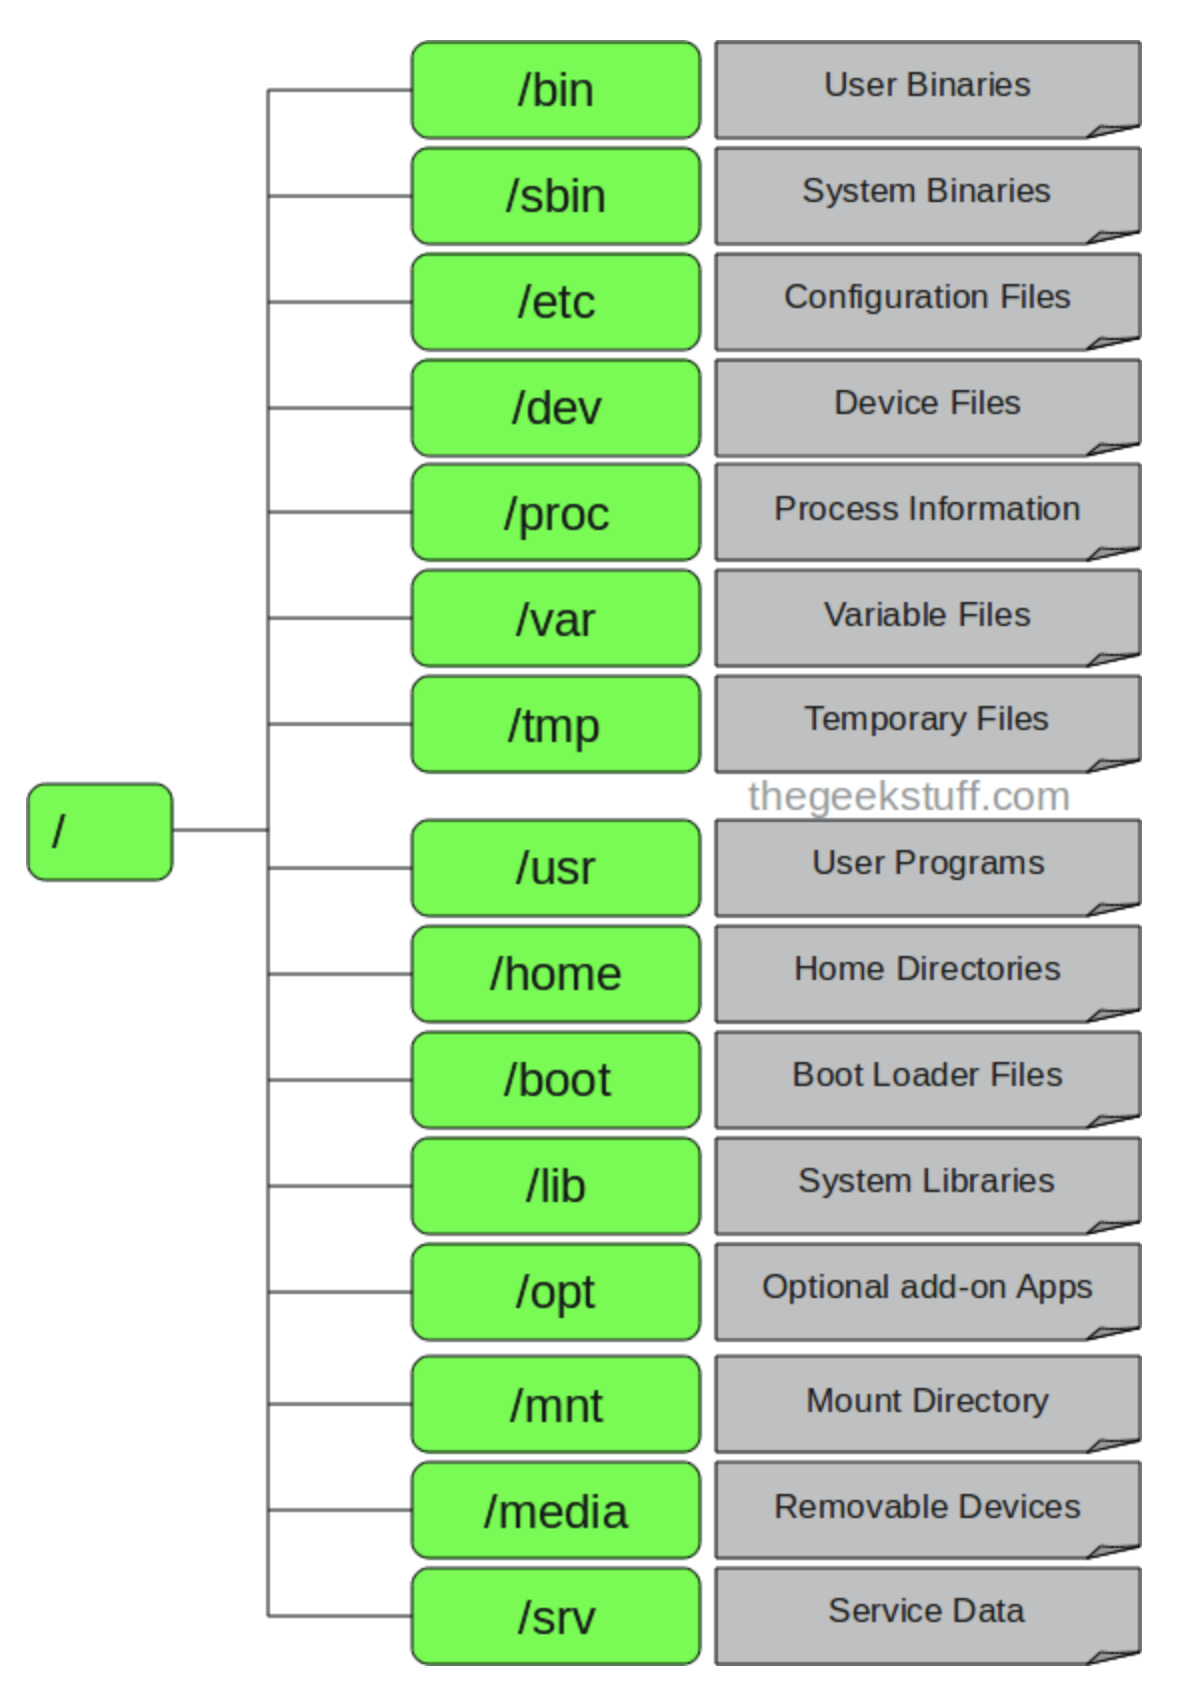 /bin User Binaries
/sbin System Binaries
/etc Configuration Files
/dev Device Files
/proc Process Information
/var Variable Files
/tmp Temporary Files
thegeekstuff.com
/
/usr User Programs
/home Home Directories
/boot Boot Loader Files
/lib System Libraries
/opt Optional add-on Apps
/mnt Mount Directory
/media Removable Devices
/srv Service Data